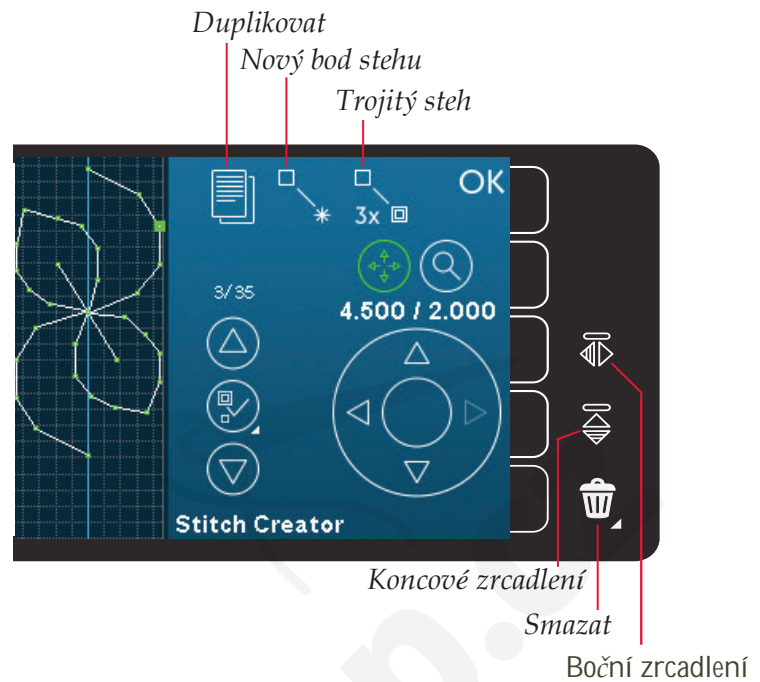 Duplikovat
Nový bod stehu
Trojitý steh
OK
3x
3/35
4.500 / 2.000
Stitch Creator
Koncové zrcadlení
Smazat
Boční zrcadlení